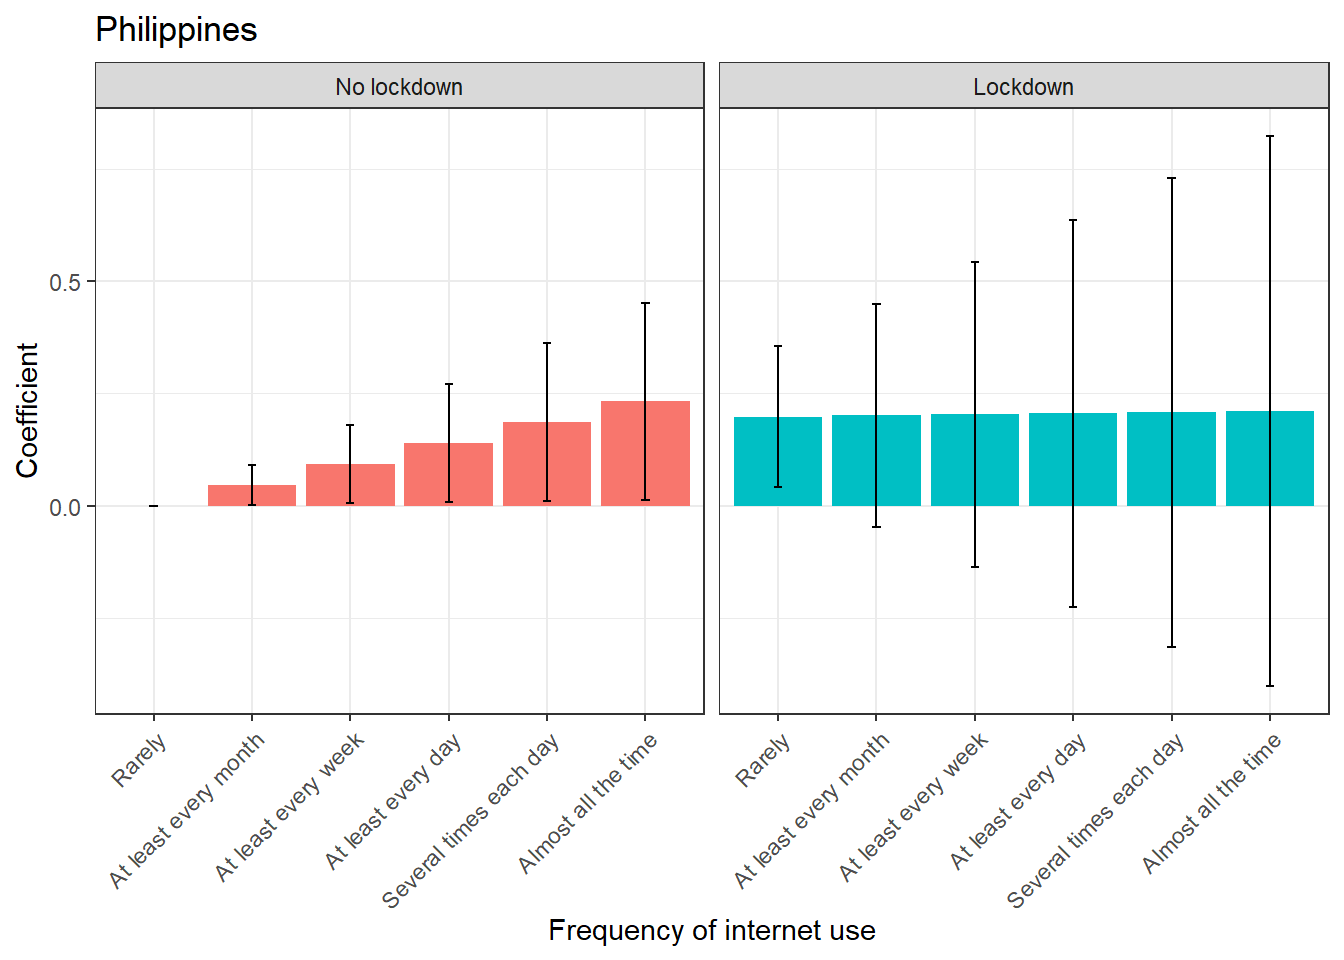 Philippines
No lockdown
Lockdown
Coefficient
0.5
0.0
Rarely
At least every month
At least every week
At least every day
Several times each day
Almost all the time
Rarely
At least every month
At least every week
At least every day
Several times each day
Almost all the time
Frequency of internet use